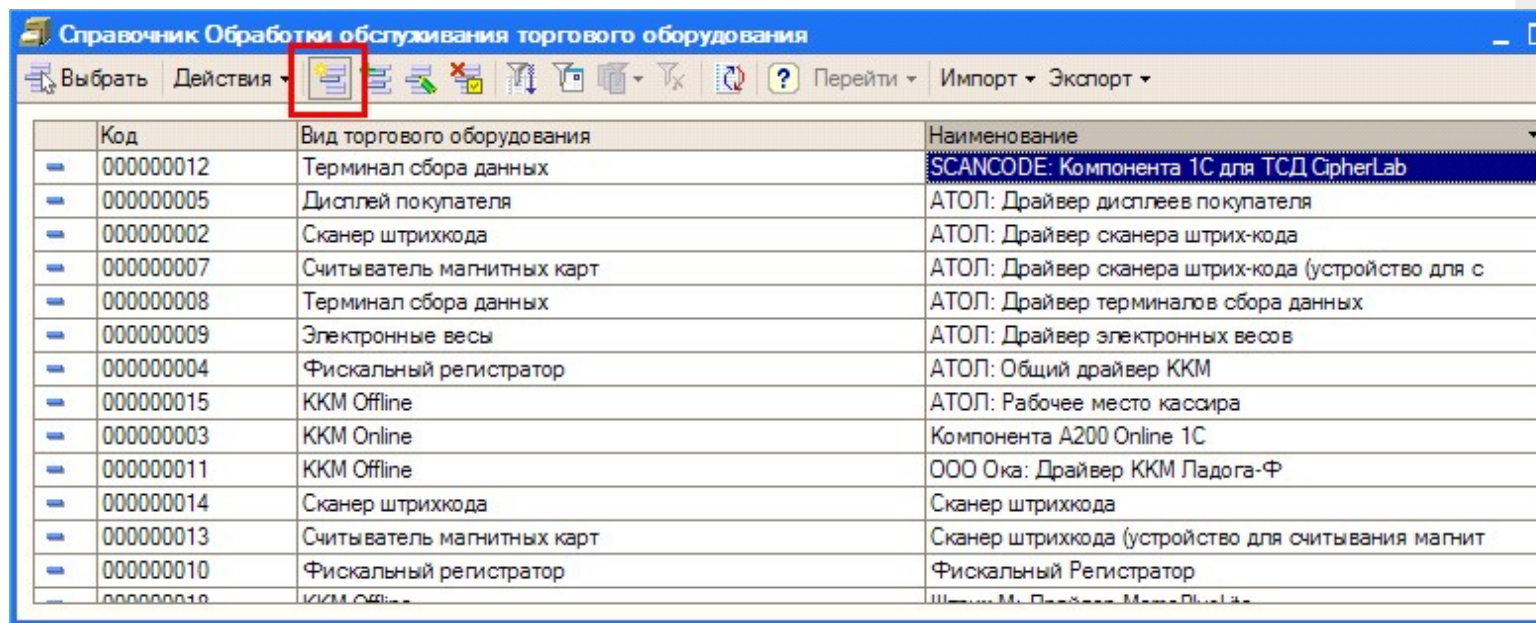 Справочник Обработки обслуживания торгового оборудования
Выбрать Действия ? Перейти Импорт Экспорт
Код Вид торгового оборудования Наименование
000000012 Терминал сбора данных SCANCODE: Компонента 1С для ТСД CipherLab
000000005 Дисплей покупателя АТОЛ: Драйвер дисплеев покупателя
000000002 Сканер штрихкода АТОЛ: Драйвер сканера штрих-кода
000000007 Считыватель магнитных карт АТОЛ: Драйвер сканера штрих-кода (устройство для с
000000008 Терминал сбора данных АТОЛ: Драйвер терминалов сбора данных
000000009 Электронные весы АТОЛ: Драйвер электронных весов
000000004 Фискальный регистратор АТОЛ: Общий драйвер ККМ
000000015 ККМ Offline АТОЛ: Рабочее место кассира
000000003 ККМ Online Компонента А200 Online 1С
000000011 ККМ Offline ООО Ока: Драйвер ККМ Ладога-Ф
000000014 Сканер штрихкода Сканер штрихкода
000000013 Считыватель магнитных карт Сканер штрихкода (устройство для считывания магнит
000000010 Фискальный регистратор Фискальный Регистратор
ККМ Offline